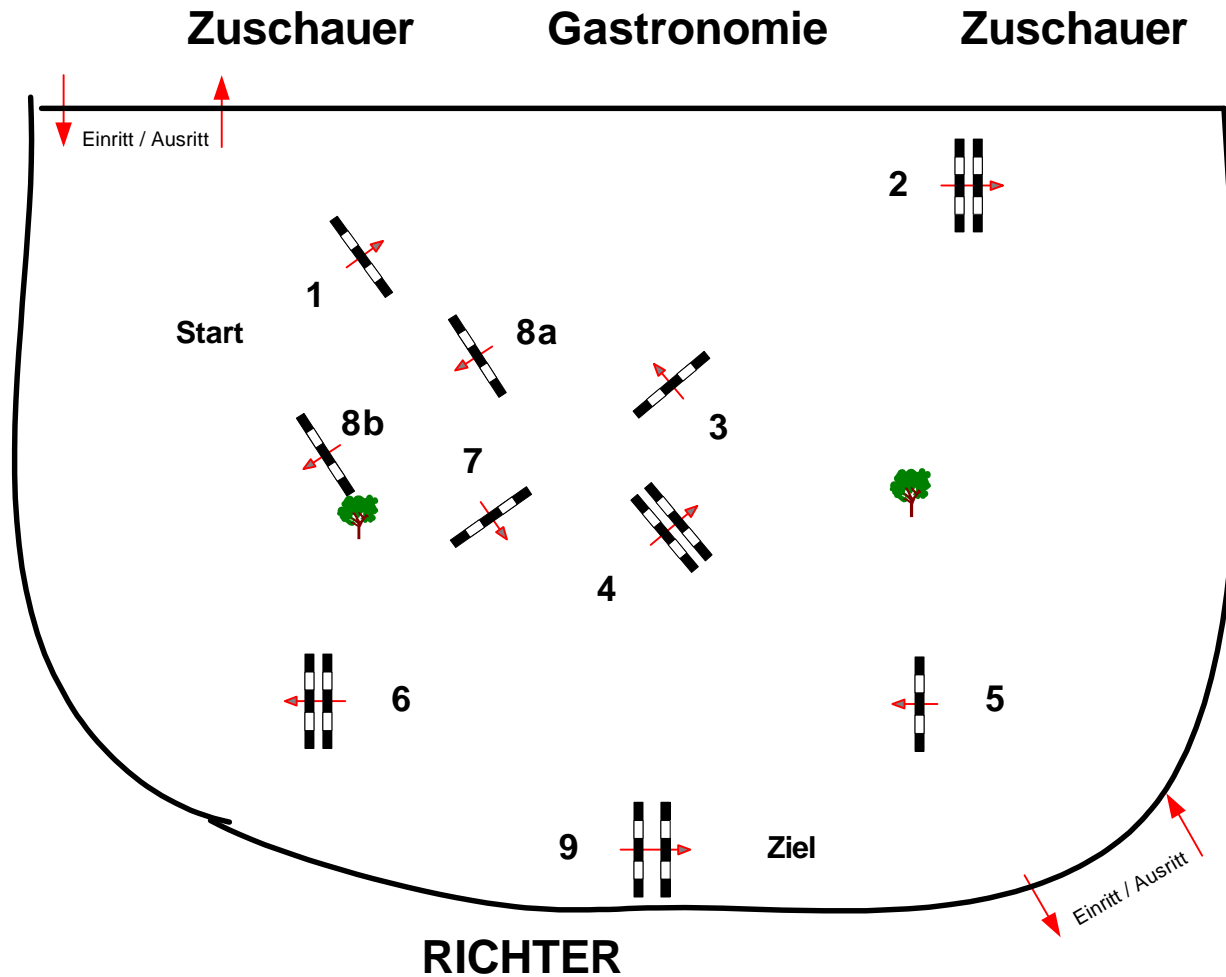 Zuschauer Gastronomie Zuschauer
Einritt / Ausritt
2
1
Start
8a
8b
3
7
4
6
5
9
Ziel
Einritt / Ausritt
RICHTER